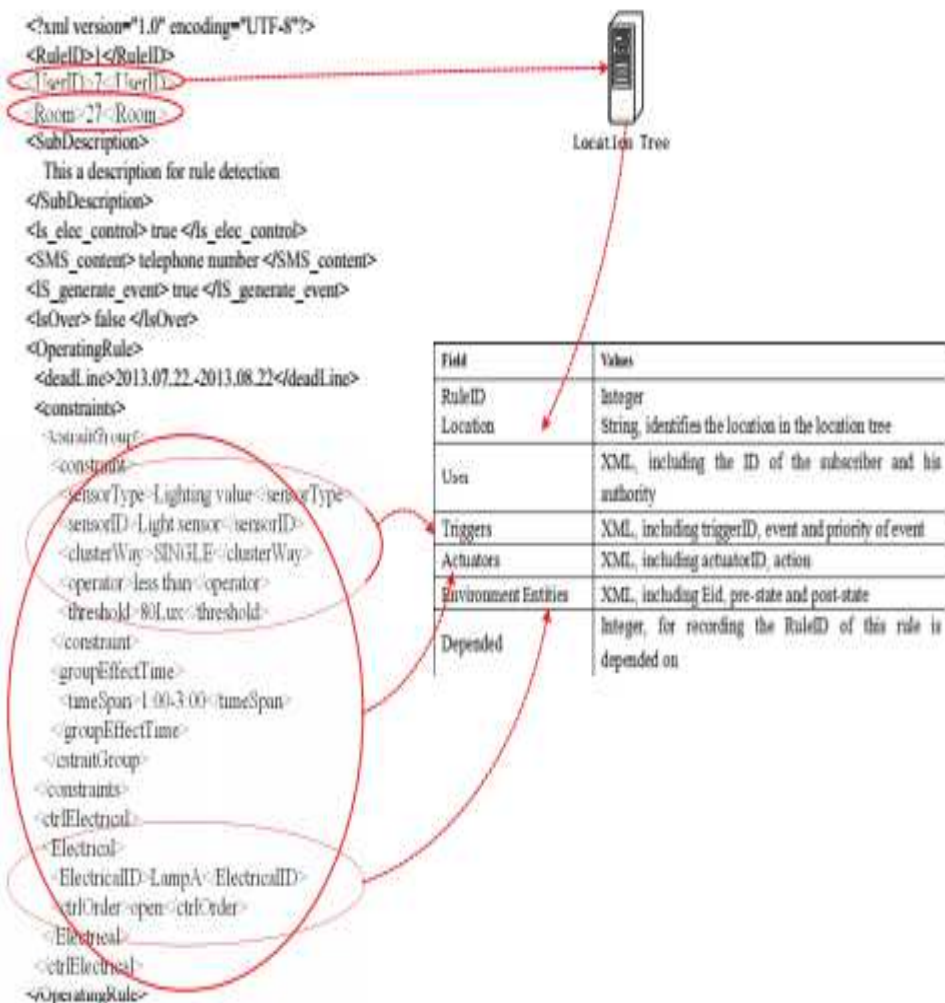 <?xml version="1.0" encoding="UTF-8"?>
<RuleID>1</RuleID>
<UserID>7<UserID>
<Room>27<Room>
<SubDescription>
This a description for rule detection
</SubDescription>
<Is_elec_control> true </Is_elec_control>
<SMS_content> telephone number </SMS_content>
<IS_generate_event> true </IS_generate_event>
<IsOver> false </IsOver>
<OperatingRule>
<deadLine>2013.07.22.-2013.08.22</deadLine>
<constraints>
<cstraitGroup>
<constraint>
<sensorType>Lighting value</sensorType>
<sensorID>Light sensor</sensorID>
<clusterWay>SINGLE</clusterWay>
<operator>less than</operator>
<threshold>80Lux</threshold>
</constraint>
<groupEffectTime>
<timeSpan>1:00-3:00</timeSpan>
</groupEffectTime>
</cstraitGroup>
</constraints>
<ctrlElectrical>
<Electrical>
<ElectricalID>LampA<ElectricalID>
<ctrlOrder>open</ctrlOrder>
</Electrical>
</ctrlElectrical>
</OperatingRule>
Location Tree
Field Values
RuleID Integer
Location String, identifies the location in the location tree
User XML, including the ID of the subscriber and his
authority
Triggers XML, including triggerID, event and priority of event
Actuators XML, including actuatorID, action
Environment Entities XML, including Eid, pre-state and post-state
Depended Integer, for recording the RuleID of this rule is
depended on